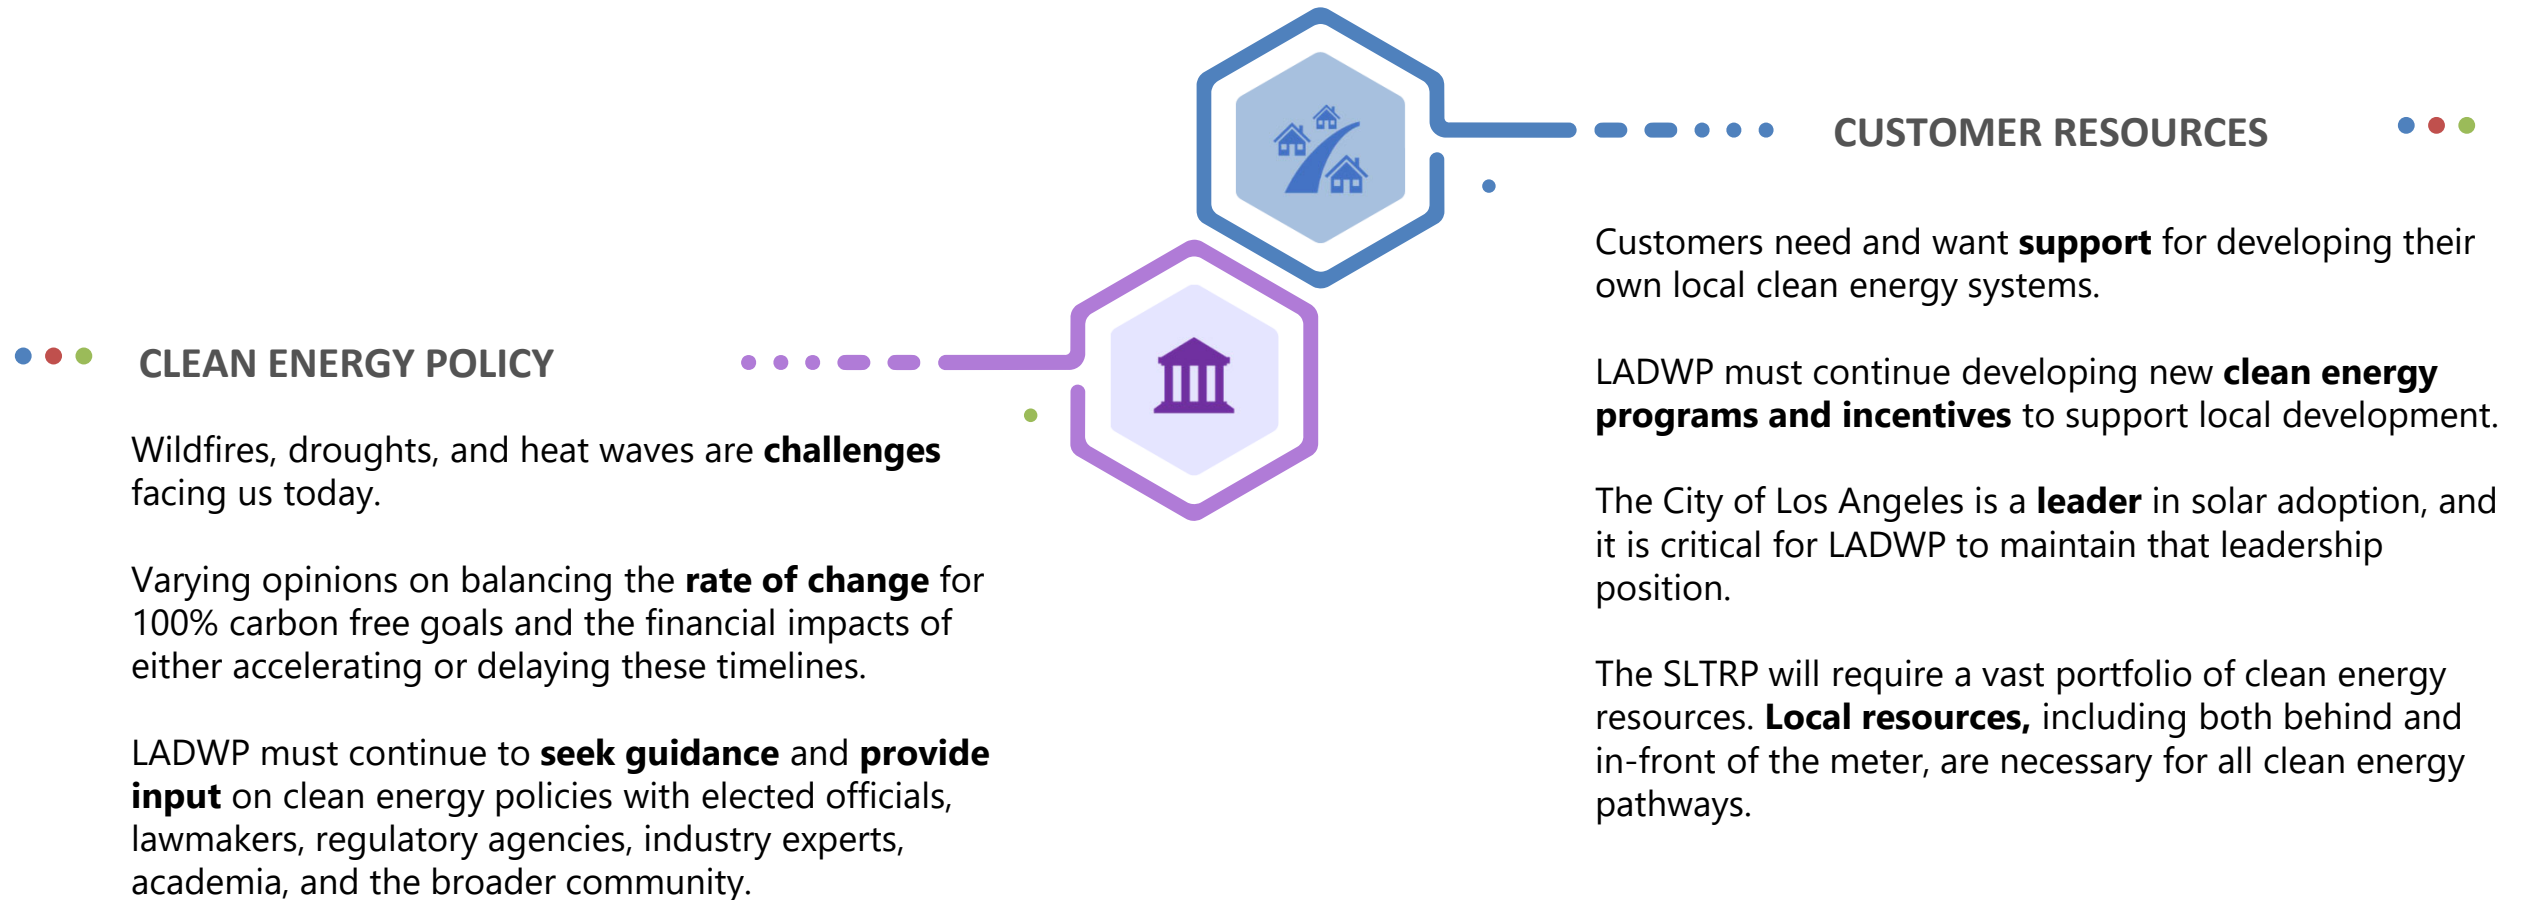 CUSTOMER RESOURCES
Customers need and want support for developing their
own local clean energy systems.
LADWP must continue developing new clean energy
programs and incentives to support local development.
The City of Los Angeles is a leader in solar adoption, and
it is critical for LADWP to maintain that leadership
position.
The SLTRP will require a vast portfolio of clean energy
resources. Local resources, including both behind and
in-front of the meter, are necessary for all clean energy
pathways.
CLEAN ENERGY POLICY
Wildfires, droughts, and heat waves are challenges
facing us today.
Varying opinions on balancing the rate of change for
100% carbon free goals and the financial impacts of
either accelerating or delaying these timelines.
LADWP must continue to seek guidance and provide
input on clean energy policies with elected officials,
lawmakers, regulatory agencies, industry experts,
academia, and the broader community.